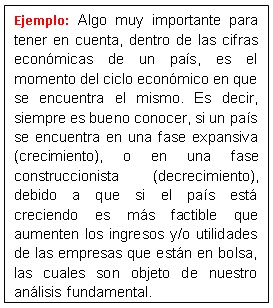 Ejemplo: Algo muy importante para
tener en cuenta, dentro de las cifras
económicas de un país, es el
momento del ciclo económico en que
se encuentra el mismo. Es decir,
siempre es bueno conocer, si un país
se encuentra en una fase expansiva
(crecimiento), o en una fase
construccionista (decrecimiento),
debido a que si el país está
creciendo es más factible que
aumenten los ingresos y/o utilidades
de las empresas que están en bolsa,
las cuales son objeto de nuestro
análisis fundamental.